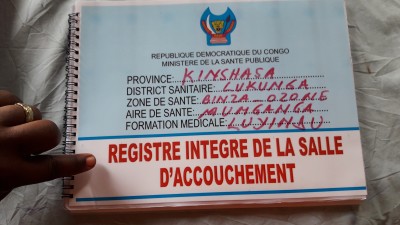 REPUBLIQUE DEMOCRATIQUE DU CONGO
MINISTERE DE LA SANTE PUBLIQUE
PROVINCE: KINSHASA
DISTRICT SANITAIRE: LUKUNGA
ZONE DE SANTE: BINZA-OZONE
AIRE DE SANTE:
FORMATION MEDICALE:
REGISTRE INTEGRE DE LA SALLE
D'ACCOUCHEMENT